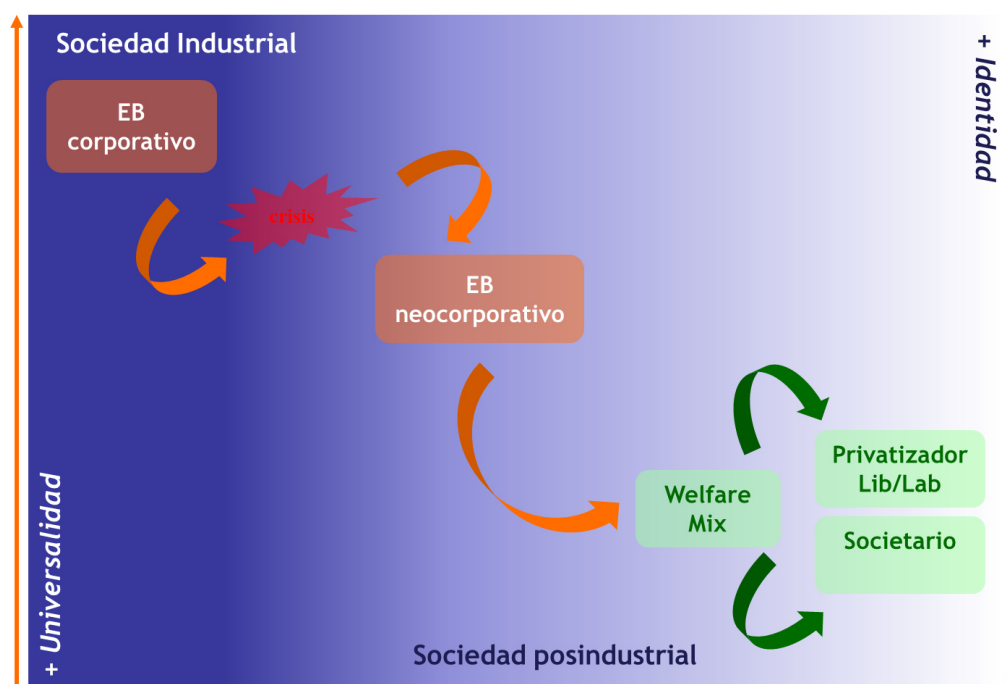 Sociedad Industrial
+ Identidad
EB
corporativo
crisis
EB
neocorporativo
Privatizador
Lib/Lab
Welfare
Mix
Societario
+ Universalidad
Sociedad posindustrial